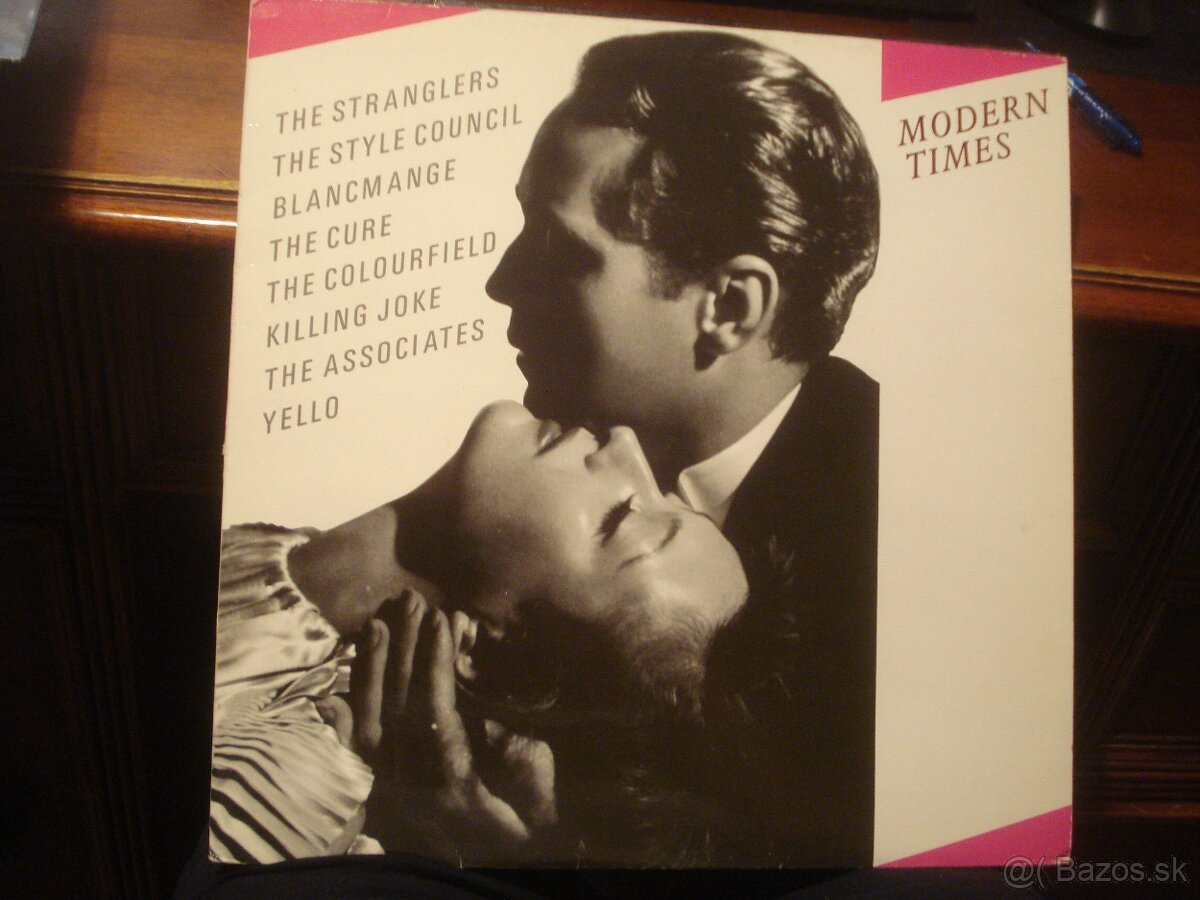 THE STRANGLERS
THE STYLE COUNCIL
BLANCMANGE
THE CURE
THE COLOURFIELD
KILLING JOKE
THE ASSOCIATES
YELLO
MODERN
TIMES
@( Bazos.sk